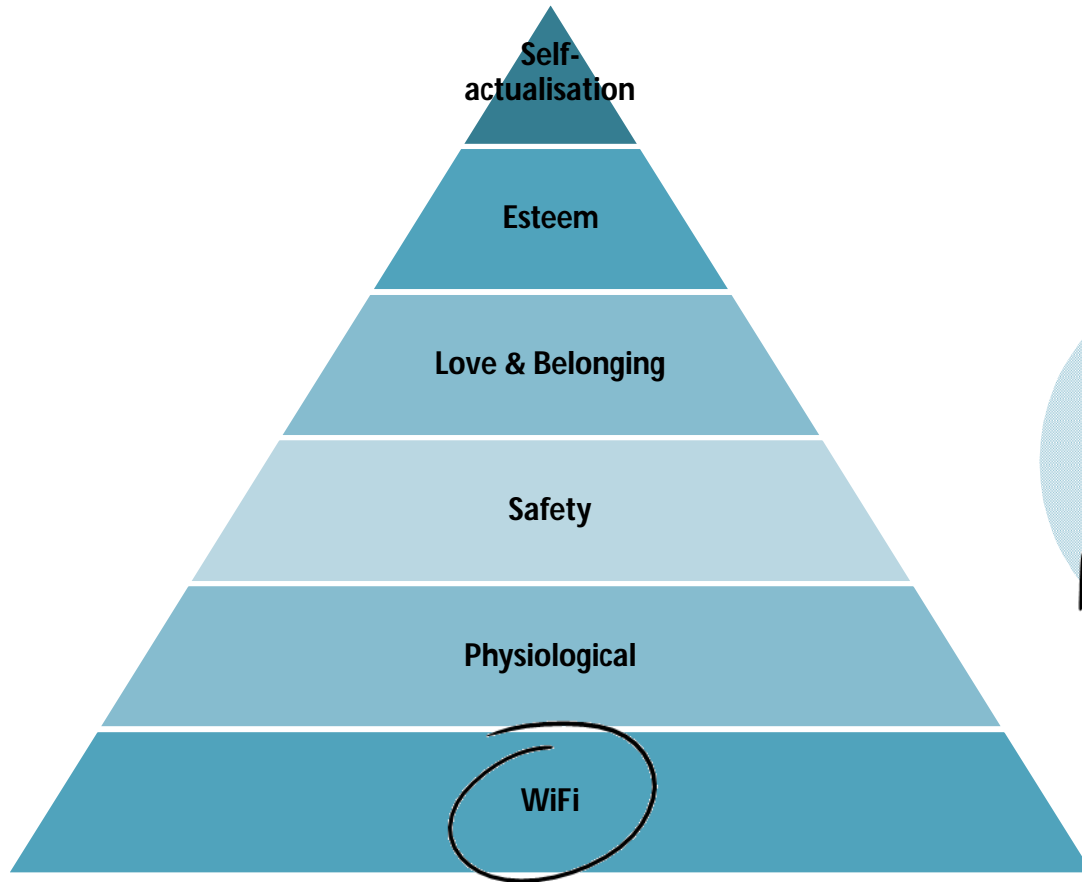 Self-
actualisation
Esteem
Love & Belonging
Safety
Physiological
WiFi